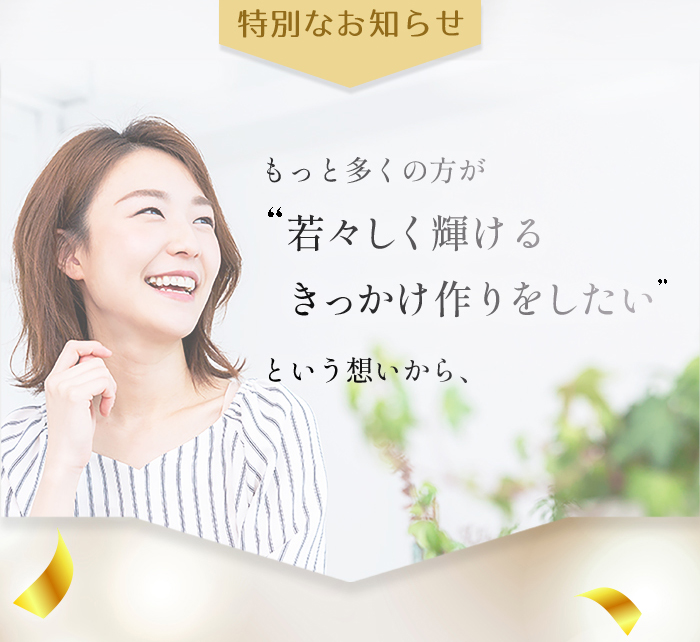 特別なお知らせ
もっと多くの方が
“若々しく輝ける
きっかけ作りをしたい”
という想いから、